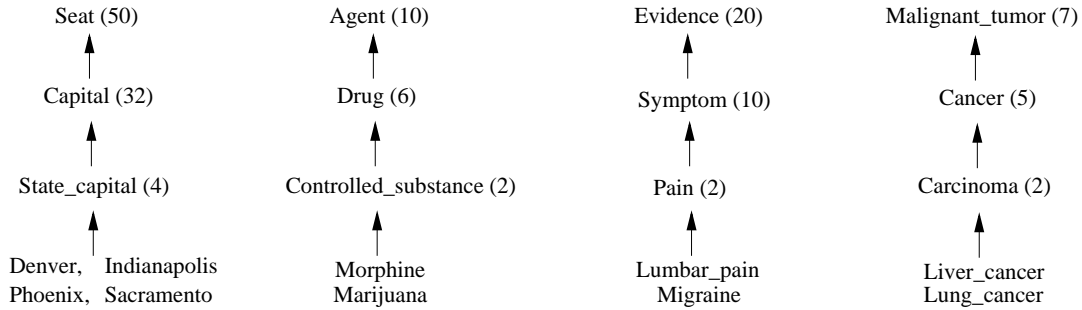 Seat (50)
Agent (10)
Evidence (20)
Malignant_tumor (7)
Capital (32)
Drug (6)
Symptom (10)
Cancer (5)
State_capital (4)
Controlled_substance (2)
Pain (2)
Carcinoma (2)
Denver, Indianapolis
Phoenix, Sacramento
Morphine
Marijuana
Lumbar_pain
Migraine
Liver_cancer
Lung_cancer